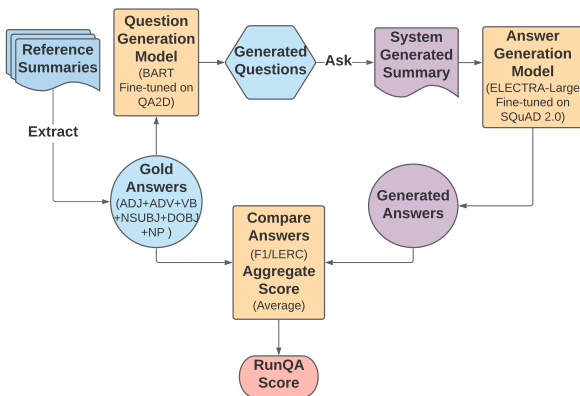 Reference
Summaries
Question
Generation
Model
(BART
Fine-tuned on
QA2D)
Generated
Questions
Ask
System
Generated
Summary
Answer
Generation
Model
(ELECTRA-Large
Fine-tuned on
SQuAD 2.0)
Extract
Gold
Answers
(ADJ+ADV+VB
+NSUBJ+DOBJ
+NP )
Generated
Answers
Compare
Answers
(F1/LERC)
Aggregate
Score
(Average)
RunQA
Score